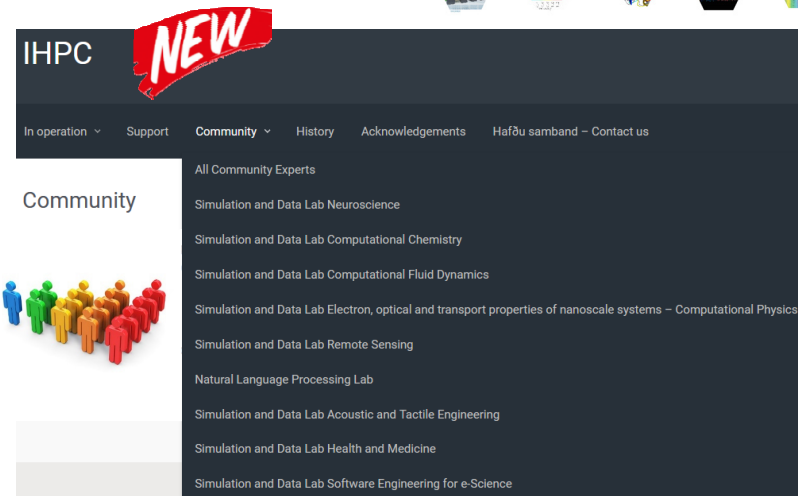 IHPC
NEW
In operation Support Community History Acknowledgements Hafðu samband – Contact us
All Community Experts
Community
Simulation and Data Lab Neuroscience
Simulation and Data Lab Computational Chemistry
Simulation and Data Lab Computational Fluid Dynamics
Simulation and Data Lab Electron, optical and transport properties of nanoscale systems – Computational Physics
Simulation and Data Lab Remote Sensing
Natural Language Processing Lab
Simulation and Data Lab Acoustic and Tactile Engineering
Simulation and Data Lab Health and Medicine
Simulation and Data Lab Software Engineering for e-Science